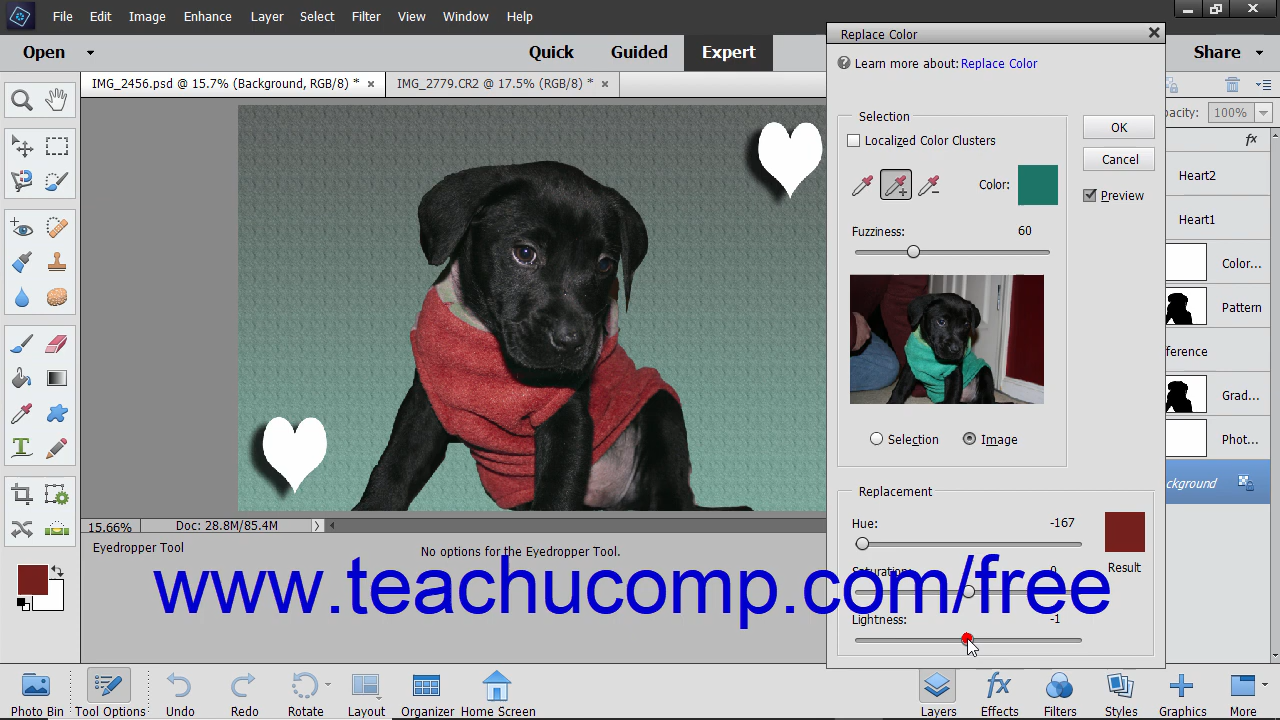 File Edit Image Enhance Layer Select Filter View Window Help
Open Quick Guided Expert Share
IMG_2456.psd @ 15.7% (Background, RGB/8) * × IMG_2779.CR2 @ 17.5% (RGB/8) * ×
Replace Color
Learn more about: Replace Color
Selection
Localized Color Clusters
Color:
Fuzziness: 60
Selection Image
OK
Cancel
Preview
Replacement
Hue: -167
Result
Saturation: 0
Lightness: -1
pacity: 100%
fx
Heart2
Heart1
Color...
Pattern
ference
Grad...
Phot...
ckground
15.66% Doc: 28.8M/85.4M
Eyedropper Tool
No options for the Eyedropper Tool.
www.teachucomp.com/free
Photo Bin Tool Options Undo Redo Rotate Layout Organizer Home Screen Layers Effects Filters Styles Graphics More